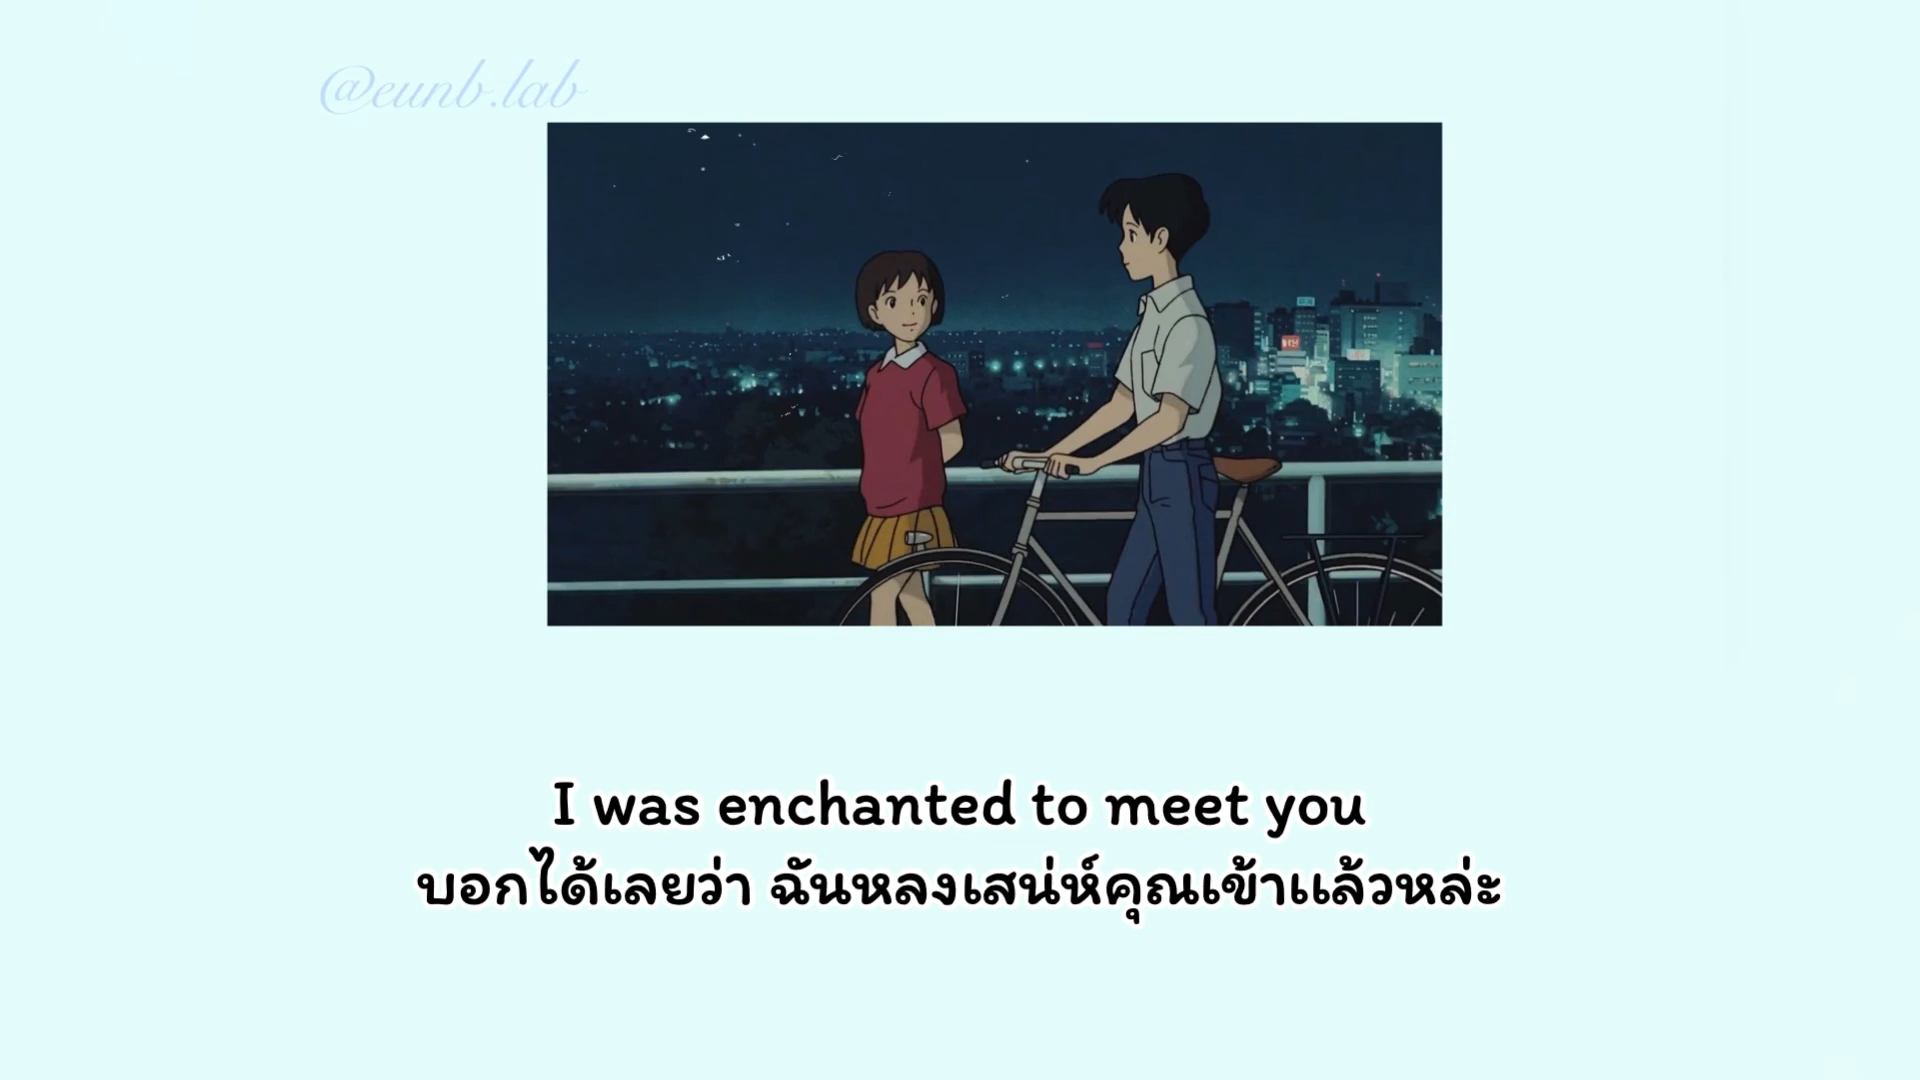 @eunb.lab
I was enchanted to meet you
บอกได้เลยว่า ฉันหลงเสน่ห์คุณเข้าแล้วหล่ะ